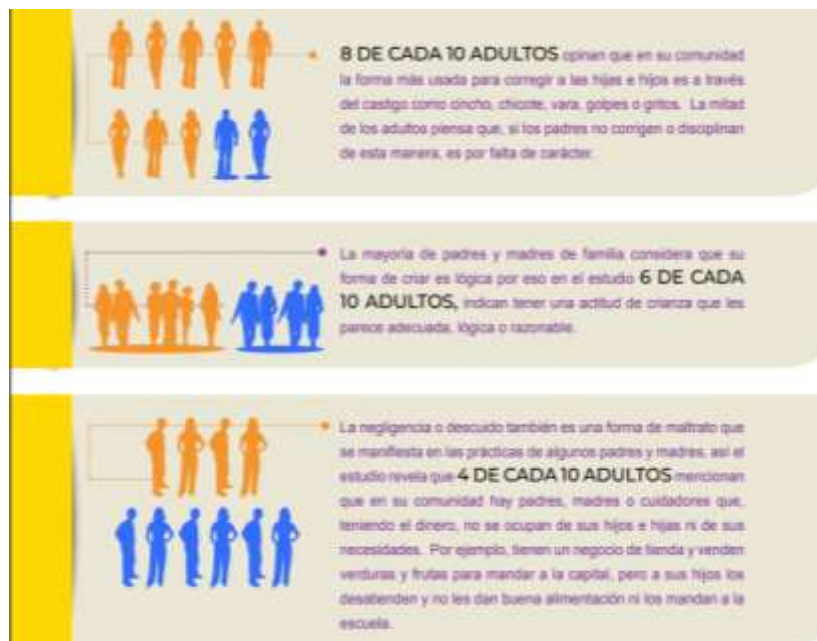 8 DE CADA 10 ADULTOS opinan que en su comunidad
la forma más usada para corregir a las hijas e hijos es a través
del castigo como cincho, chicote, vara, golpes o gritos. La mitad
de los adultos piensa que, si los padres no corrigen o disciplinan
de esta manera, es por falta de carácter.
La mayoría de padres y madres de familia considera que su
forma de criar es lógica por eso en el estudio 6 DE CADA
10 ADULTOS, indican tener una actitud de crianza que les
parece adecuada, lógica o razonable.
La negligencia o descuido también es una forma de maltrato que
se manifiesta en las prácticas de algunos padres y madres, así el
estudio revela que 4 DE CADA 10 ADULTOS mencionan
que en su comunidad hay padres, madres o cuidadores que,
teniendo el dinero, no se ocupan de sus hijos e hijas ni de sus
necesidades. Por ejemplo, tienen un negocio de tienda y venden
verduras y frutas para mandar a la capital, pero a sus hijos los
desatienden y no les dan buena alimentación ni los mandan a la
escuela.